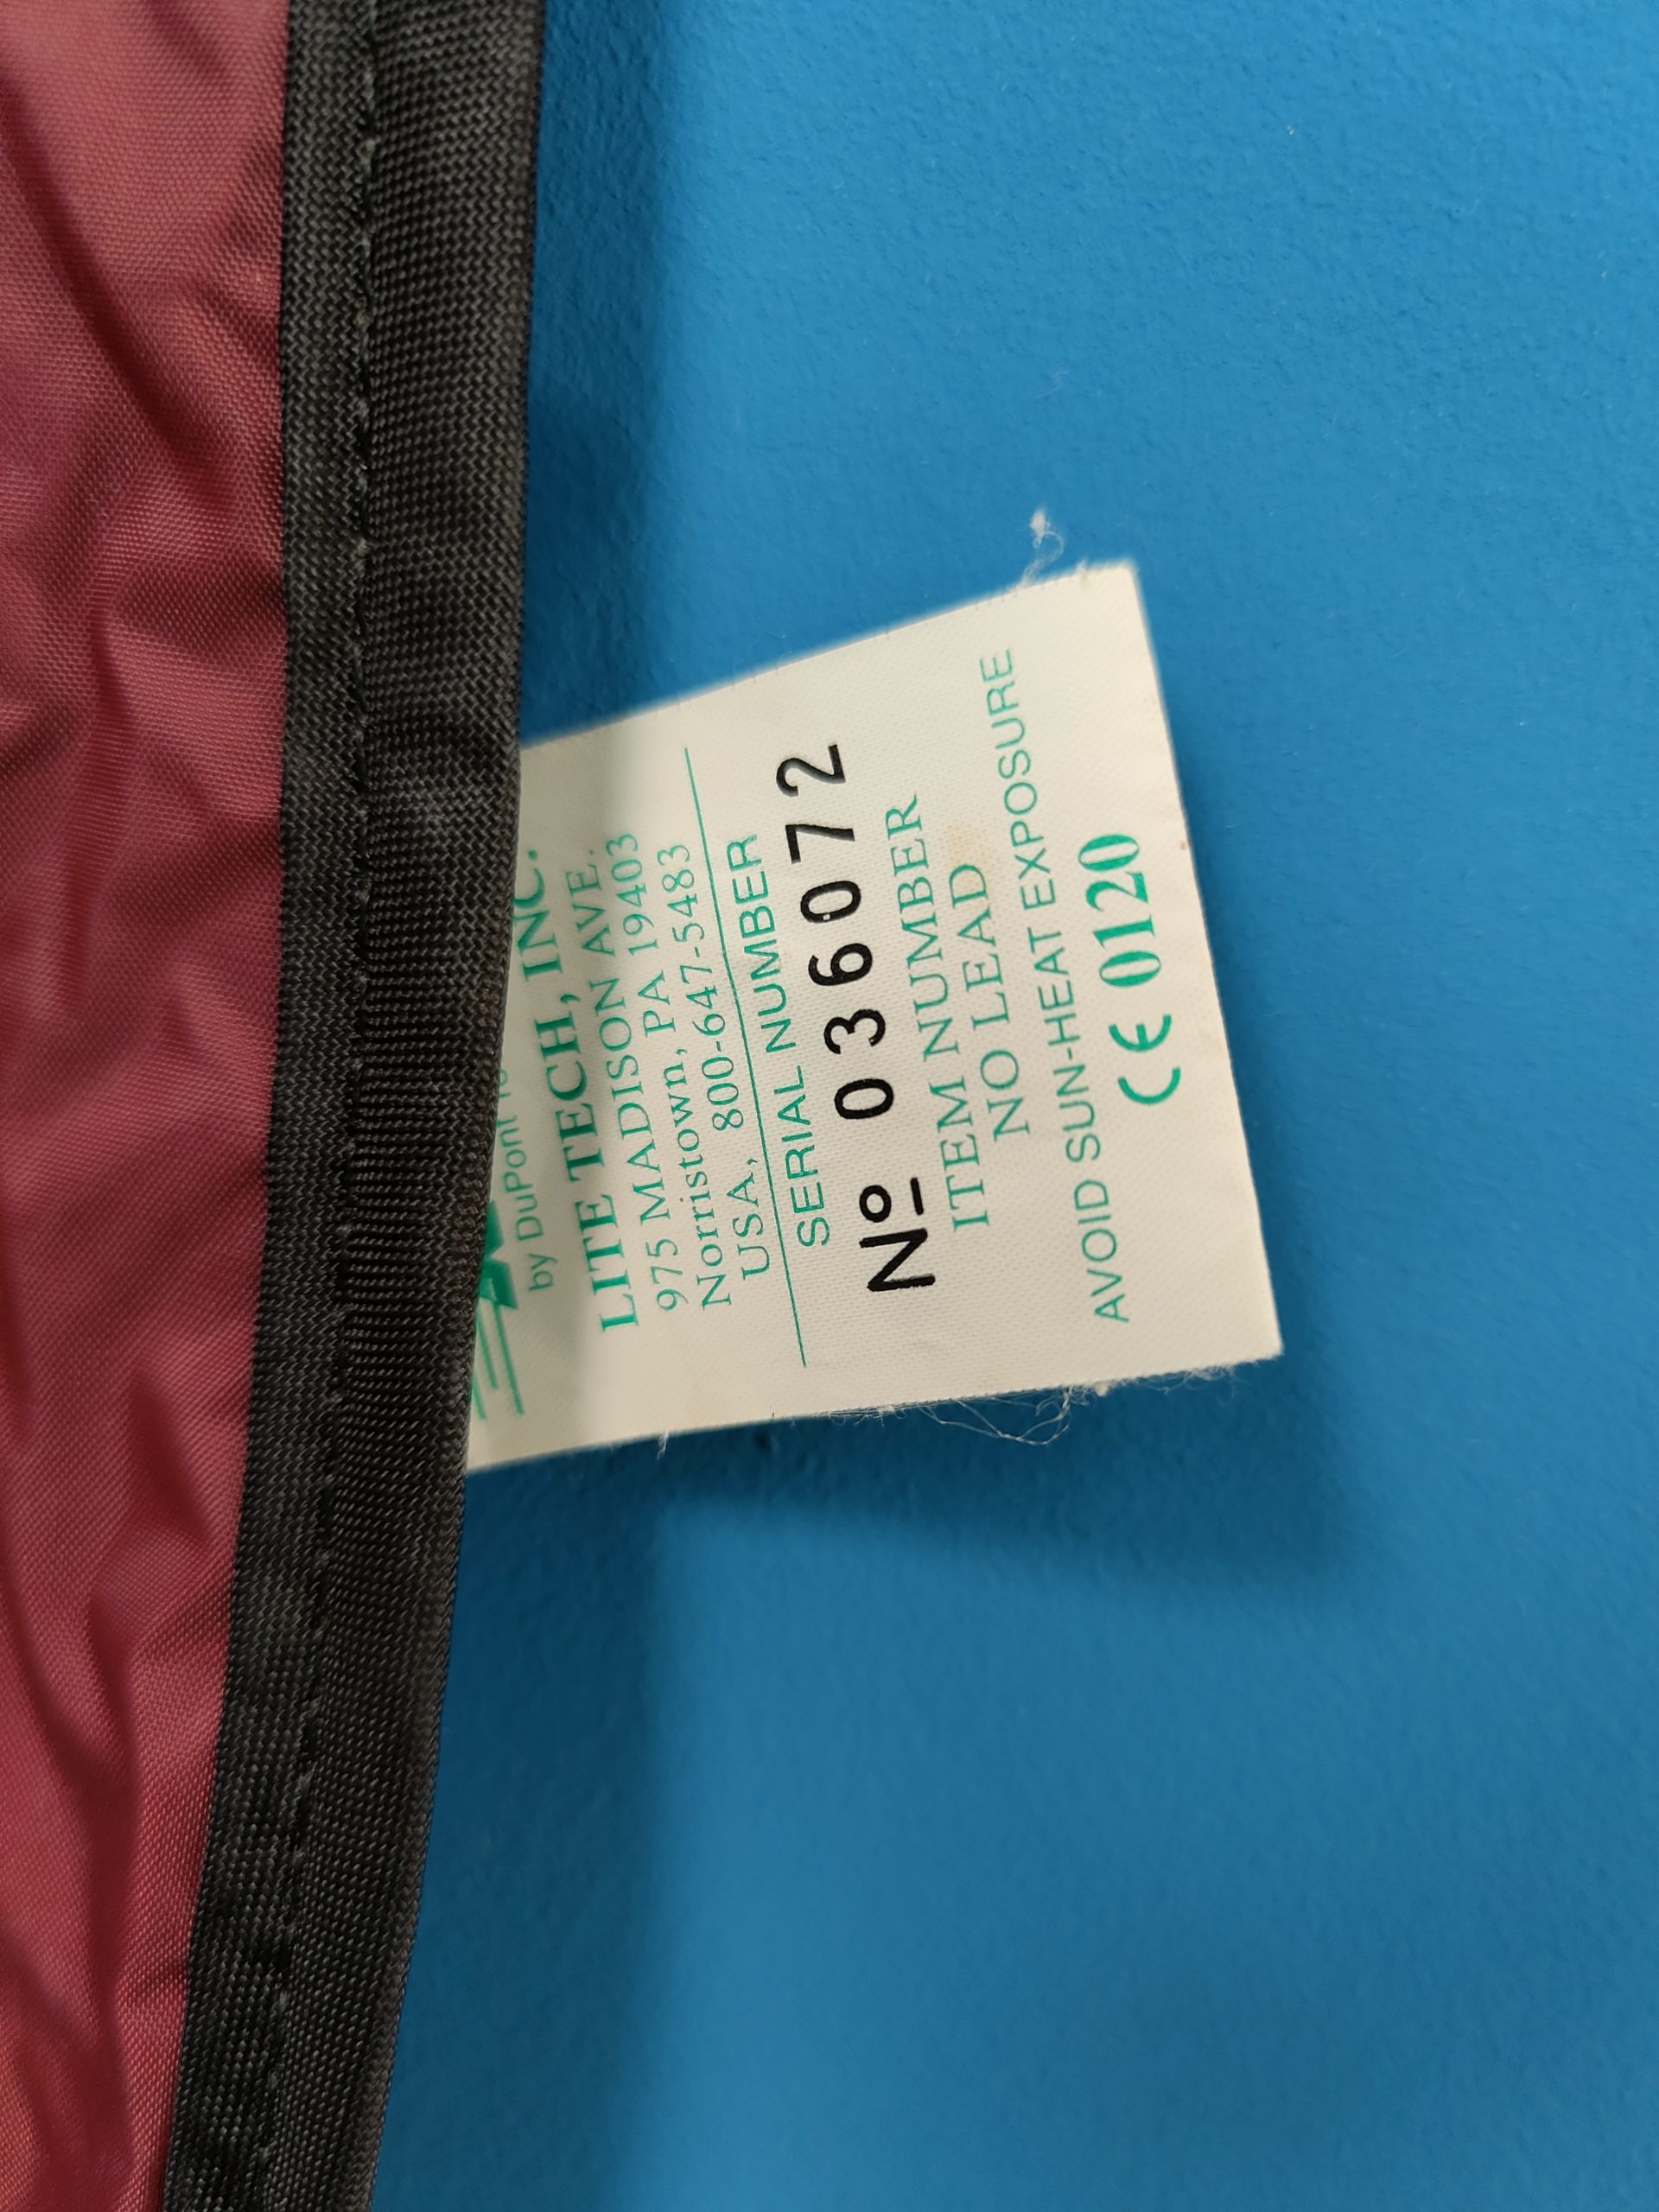 by DuPont
LITE TECH, INC.
975 MADISON AVE.
Norristown, PA 19403
USA, 800-647-5483
SERIAL NUMBER
Nº 036072
ITEM NUMBER
NO LEAD
AVOID SUN-HEAT EXPOSURE
CE 0120